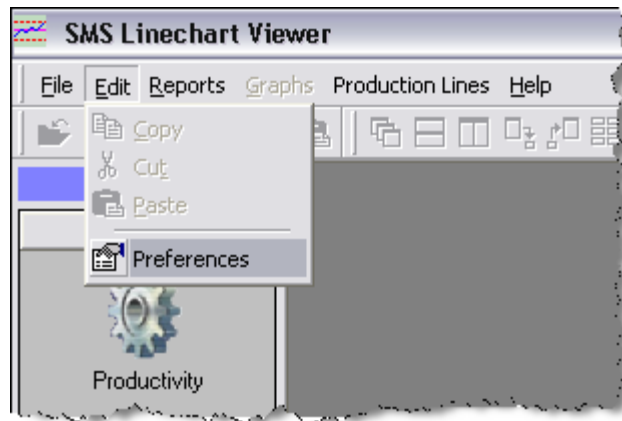 SMS Linechart Viewer
File Edit Reports Graphs Production Lines Help
Copy
Cut
Paste
Preferences
Productivity